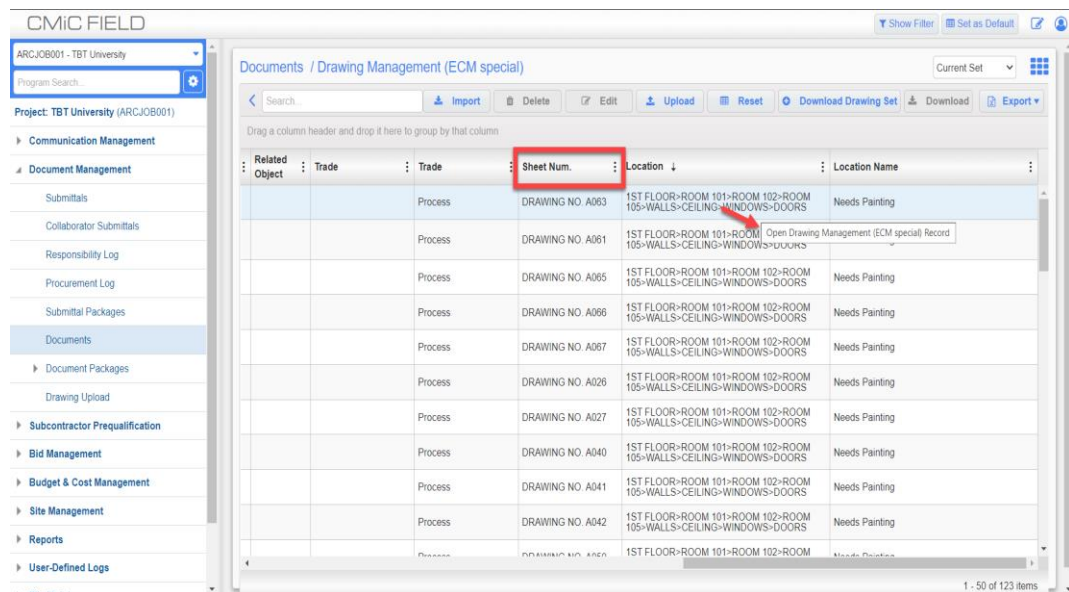 CMiC FIELD
Show Filter
Set as Default
ARCJOB001 - TBT University
Program Search...
Project: TBT University (ARCJOB001)
Communication Management
Document Management
Submittals
Collaborator Submittals
Responsibility Log
Procurement Log
Submittal Packages
Documents
Document Packages
Drawing Upload
Subcontractor Prequalification
Bid Management
Budget & Cost Management
Site Management
Reports
User-Defined Logs
Documents / Drawing Management (ECM special)
Current Set
Search...
Import
Delete
Edit
Upload
Reset
Download Drawing Set
Download
Export
Drag a column header and drop it here to group by that column
Related
Object
Trade
Trade
Sheet Num.
Location ↓
Location Name
Process
DRAWING NO. A063
1ST FLOOR>ROOM 101>ROOM 102>ROOM
105>WALLS>CEILING>WINDOWS>DOORS
Needs Painting
Process
DRAWING NO. A061
1ST FLOOR>ROOM 101>ROOM
105>WALLS>CEILING>WINDOWS>DOORS
Open Drawing Management (ECM special) Record
Process
DRAWING NO. A065
1ST FLOOR>ROOM 101>ROOM 102>ROOM
105>WALLS>CEILING>WINDOWS>DOORS
Needs Painting
Process
DRAWING NO. A066
1ST FLOOR>ROOM 101>ROOM 102>ROOM
105>WALLS>CEILING>WINDOWS>DOORS
Needs Painting
Process
DRAWING NO. A067
1ST FLOOR>ROOM 101>ROOM 102>ROOM
105>WALLS>CEILING>WINDOWS>DOORS
Needs Painting
Process
DRAWING NO. A026
1ST FLOOR>ROOM 101>ROOM 102>ROOM
105>WALLS>CEILING>WINDOWS>DOORS
Needs Painting
Process
DRAWING NO. A027
1ST FLOOR>ROOM 101>ROOM 102>ROOM
105>WALLS>CEILING>WINDOWS>DOORS
Needs Painting
Process
DRAWING NO. A040
1ST FLOOR>ROOM 101>ROOM 102>ROOM
105>WALLS>CEILING>WINDOWS>DOORS
Needs Painting
Process
DRAWING NO. A041
1ST FLOOR>ROOM 101>ROOM 102>ROOM
105>WALLS>CEILING>WINDOWS>DOORS
Needs Painting
Process
DRAWING NO. A042
1ST FLOOR>ROOM 101>ROOM 102>ROOM
105>WALLS>CEILING>WINDOWS>DOORS
Needs Painting
1ST FLOOR>ROOM 101>ROOM 102>ROOM
1 - 50 of 123 items